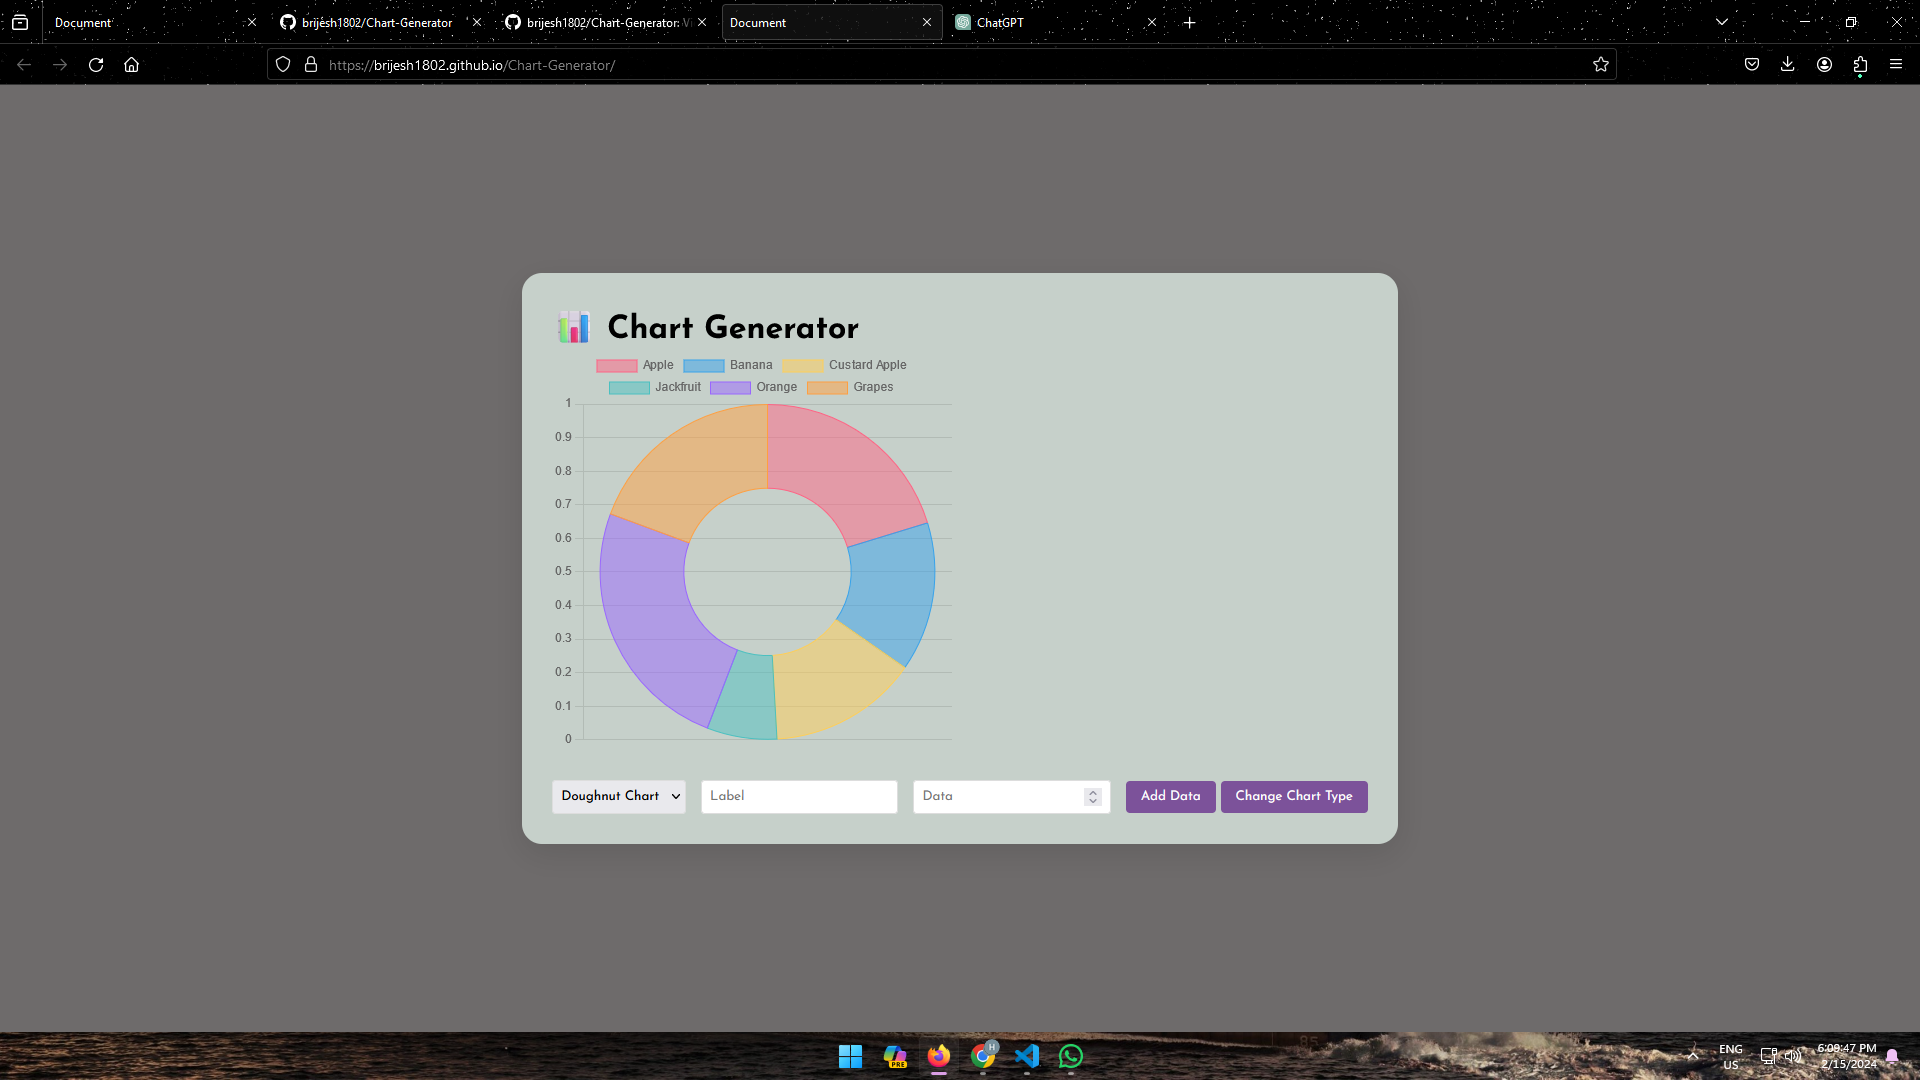 Document
brijesh1802/Chart-Generator
brijesh1802/Chart-Generator: Vi
Document
ChatGPT
https://brijesh1802.github.io/Chart-Generator/
Chart Generator
Apple Banana Custard Apple
Jackfruit Orange Grapes
1
0.9
0.8
0.7
0.6
0.5
0.4
0.3
0.2
0.1
0
Doughnut Chart Label Data Add Data Change Chart Type
PRE
H
ENG
US
6:09:47 PM
2/15/2024